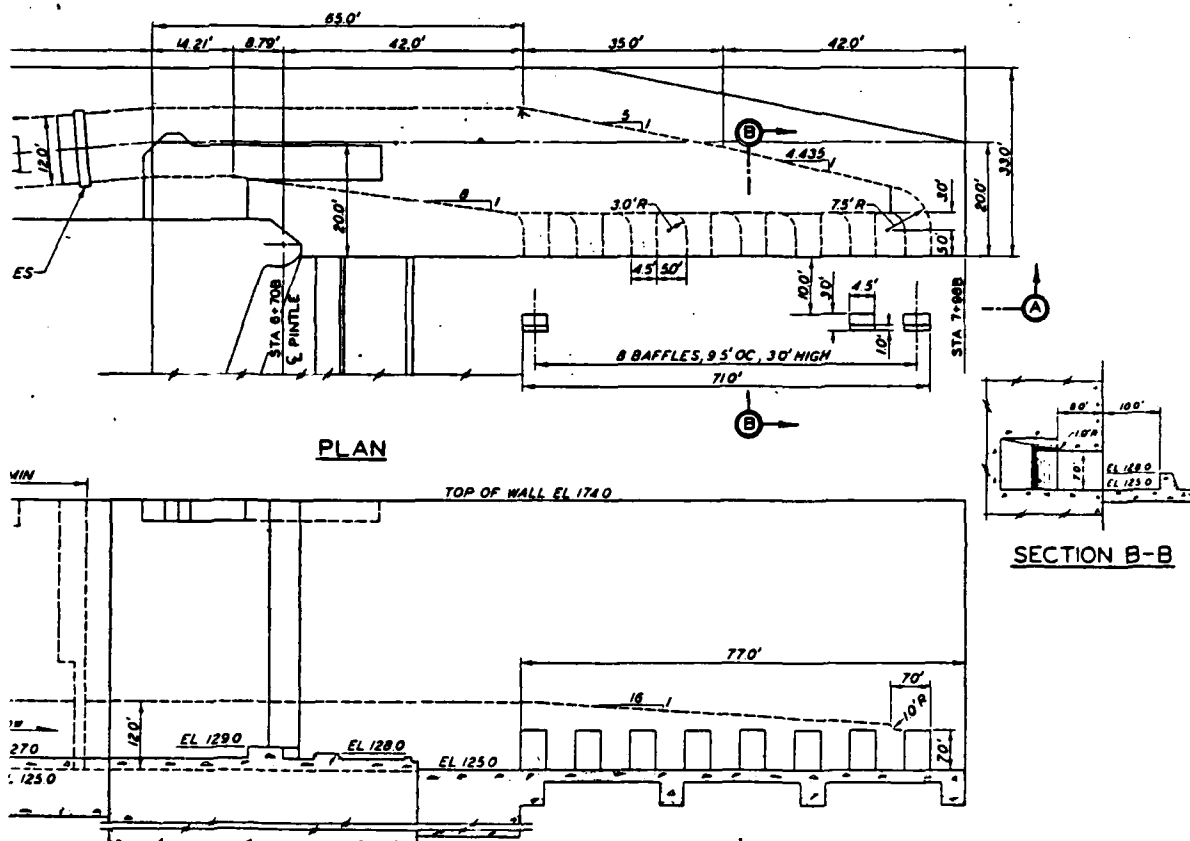 65.0'
14.21' 8.79' 42.0' 35.0' 42.0'
5
1
B
12.0'
4.435
1
33.0'
8
1
20.0'
3.0' R
7.5' R
3.0'
20.0'
5.0'
ES
4.5' 5.0'
STA 6+70B
℄ PINTLE
10.0'
3.0'
4.5'
1.0'
STA 7+98B
A
8 BAFFLES, 9.5' OC, 3.0' HIGH
71.0'
B
PLAN
8.0' 10.0'
1.0' R
7.0'
EL 128.0
EL 125.0
SECTION B-B
MIN
TOP OF WALL EL 174.0
77.0'
16
1
7.0'
1.0' R
12.0'
EL 129.0
EL 128.0
7.0'
27.0
EL 125.0
L 125.0